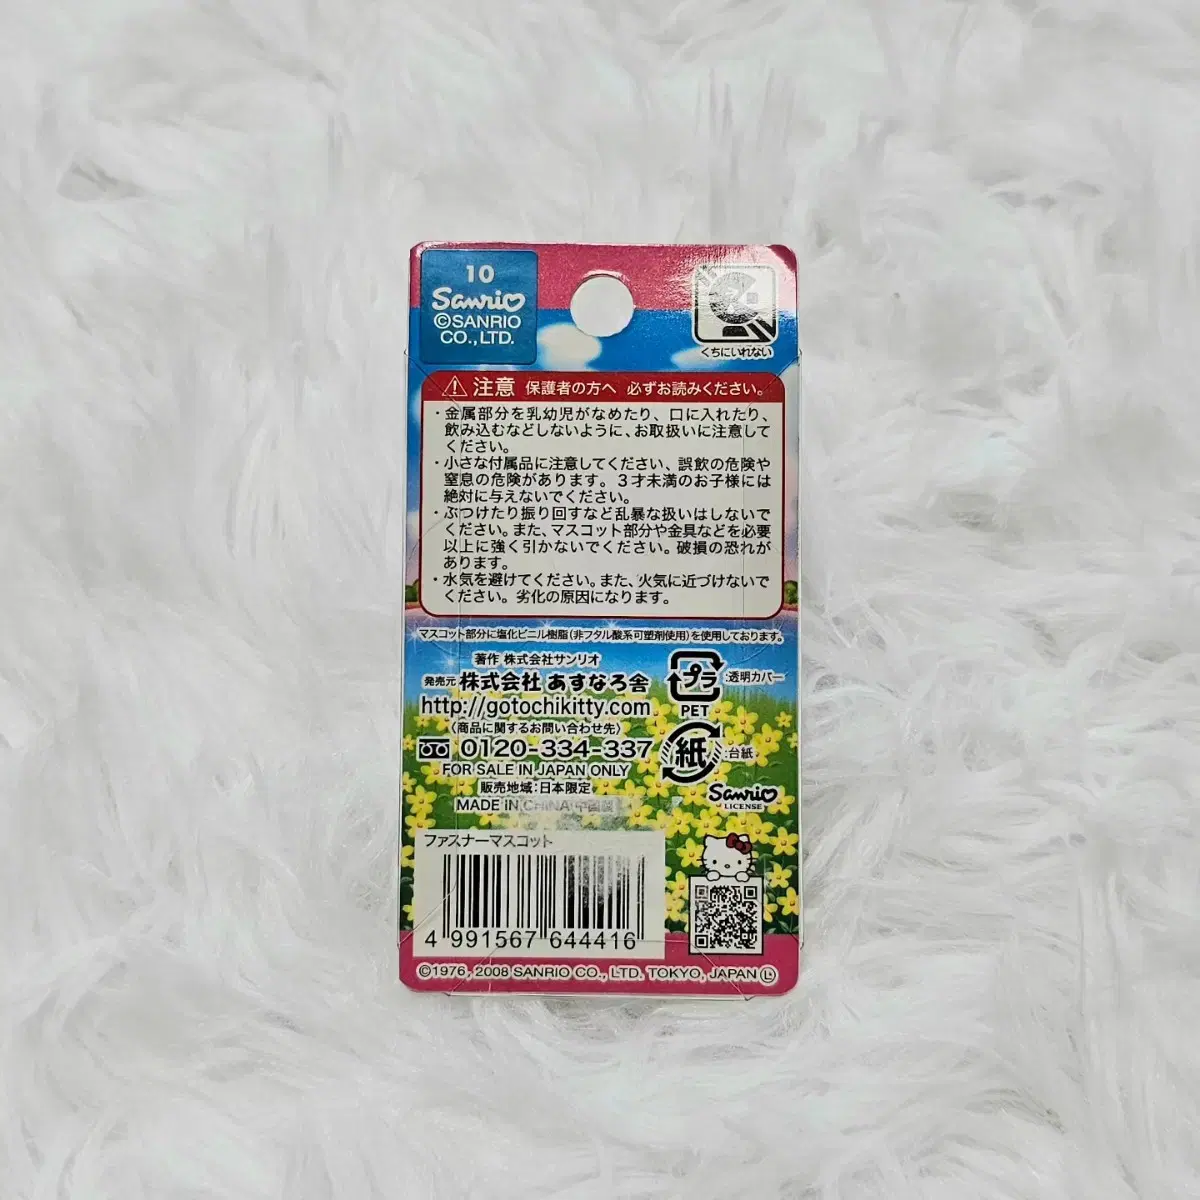 10
Sanrio
©SANRIO
CO.,LTD.
くちにいれない
注意 保護者の方へ 必ずお読みください。
・金属部分を乳幼児がなめたり、口に入れたり、
飲み込むなどしないように、お取扱いに注意して
ください。
・小さな付属品に注意してください、誤飲の危険や
窒息の危険があります。3才未満のお子様には
絶対に与えないでください。
・ぶつけたり振り回すなど乱暴な扱いはしないで
ください。また、マスコット部分や金具などを必要
以上に強く引かないでください。破損の恐れが
あります。
・水気を避けてください。また、火気に近づけないで
ください。劣化の原因になります。
マスコット部分に塩化ビニル樹脂(非フタル酸系可塑剤使用)を使用しております。
著作 株式会社サンリオ
発売元 株式会社 あすなろ舎
http://gotochikitty.com
〈商品に関するお問い合わせ先〉
0120-334-337
FOR SALE IN JAPAN ONLY
販売地域:日本限定
MADE IN CHINA 中国製
プラ :透明カバー
PET
紙 :台紙
Sanrio
LICENSE
ファスナーマスコット
4 991567 644416
©1976, 2008 SANRIO CO., LTD. TOKYO, JAPAN Ⓛ